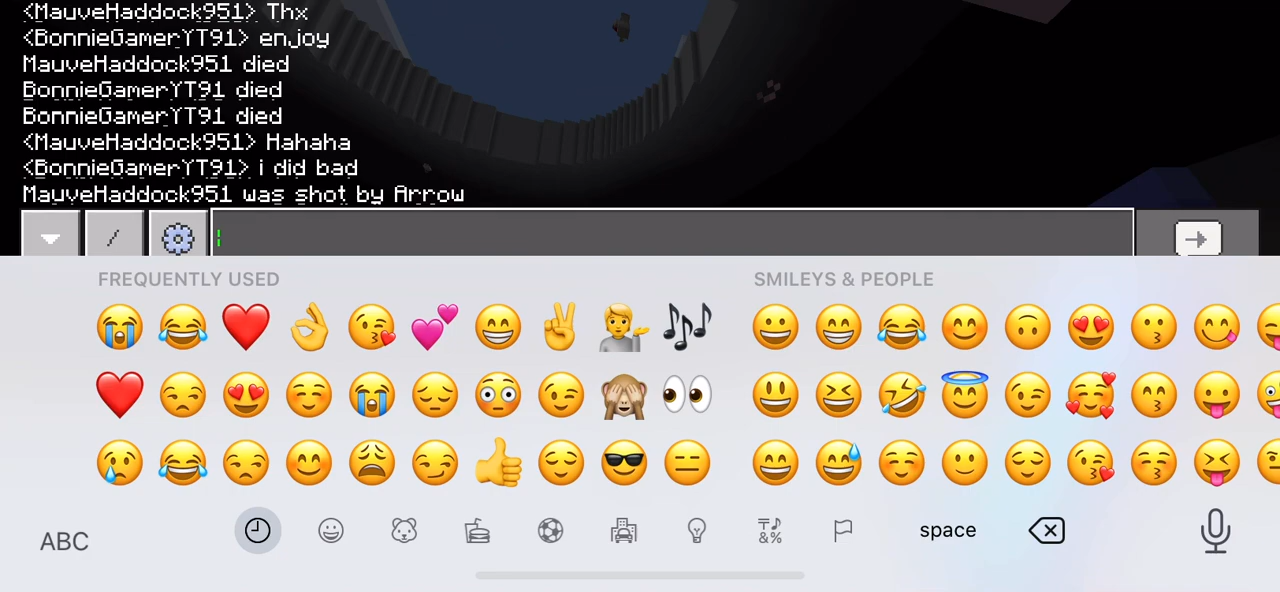 <MauveHaddock951> Thx
<BonnieGamerYT91> enjoy
MauveHaddock951 died
BonnieGamerYT91 died
BonnieGamerYT91 died
<MauveHaddock951> Hahaha
<BonnieGamerYT91> i did bad
MauveHaddock951 was shot by Arrow
/
FREQUENTLY USED
SMILEYS & PEOPLE
ABC
space